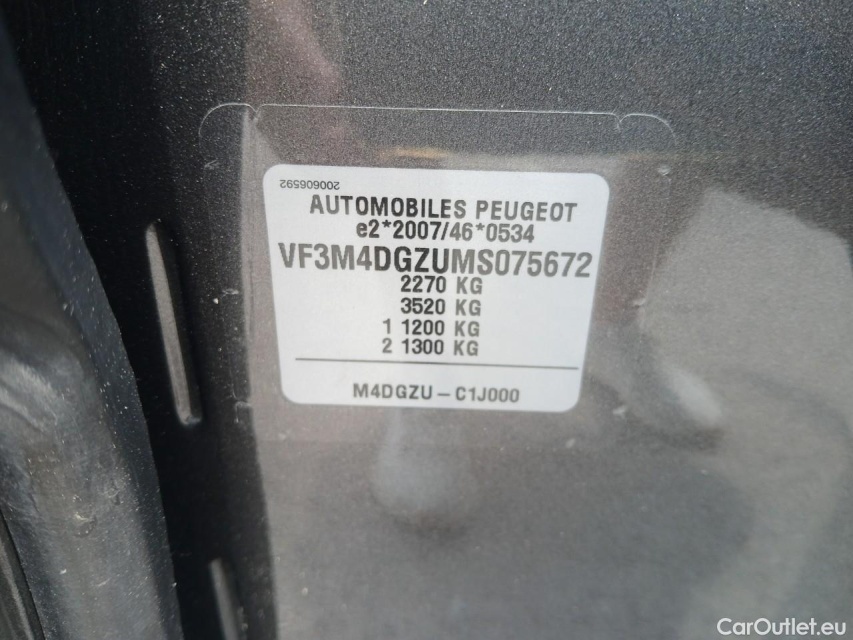 200606592
AUTOMOBILES PEUGEOT
e2*2007/46*0534
VF3M4DGZUMS075672
2270 KG
3520 KG
1 1200 KG
2 1300 KG
M4DGZU - C1J000
CarOutlet.eu